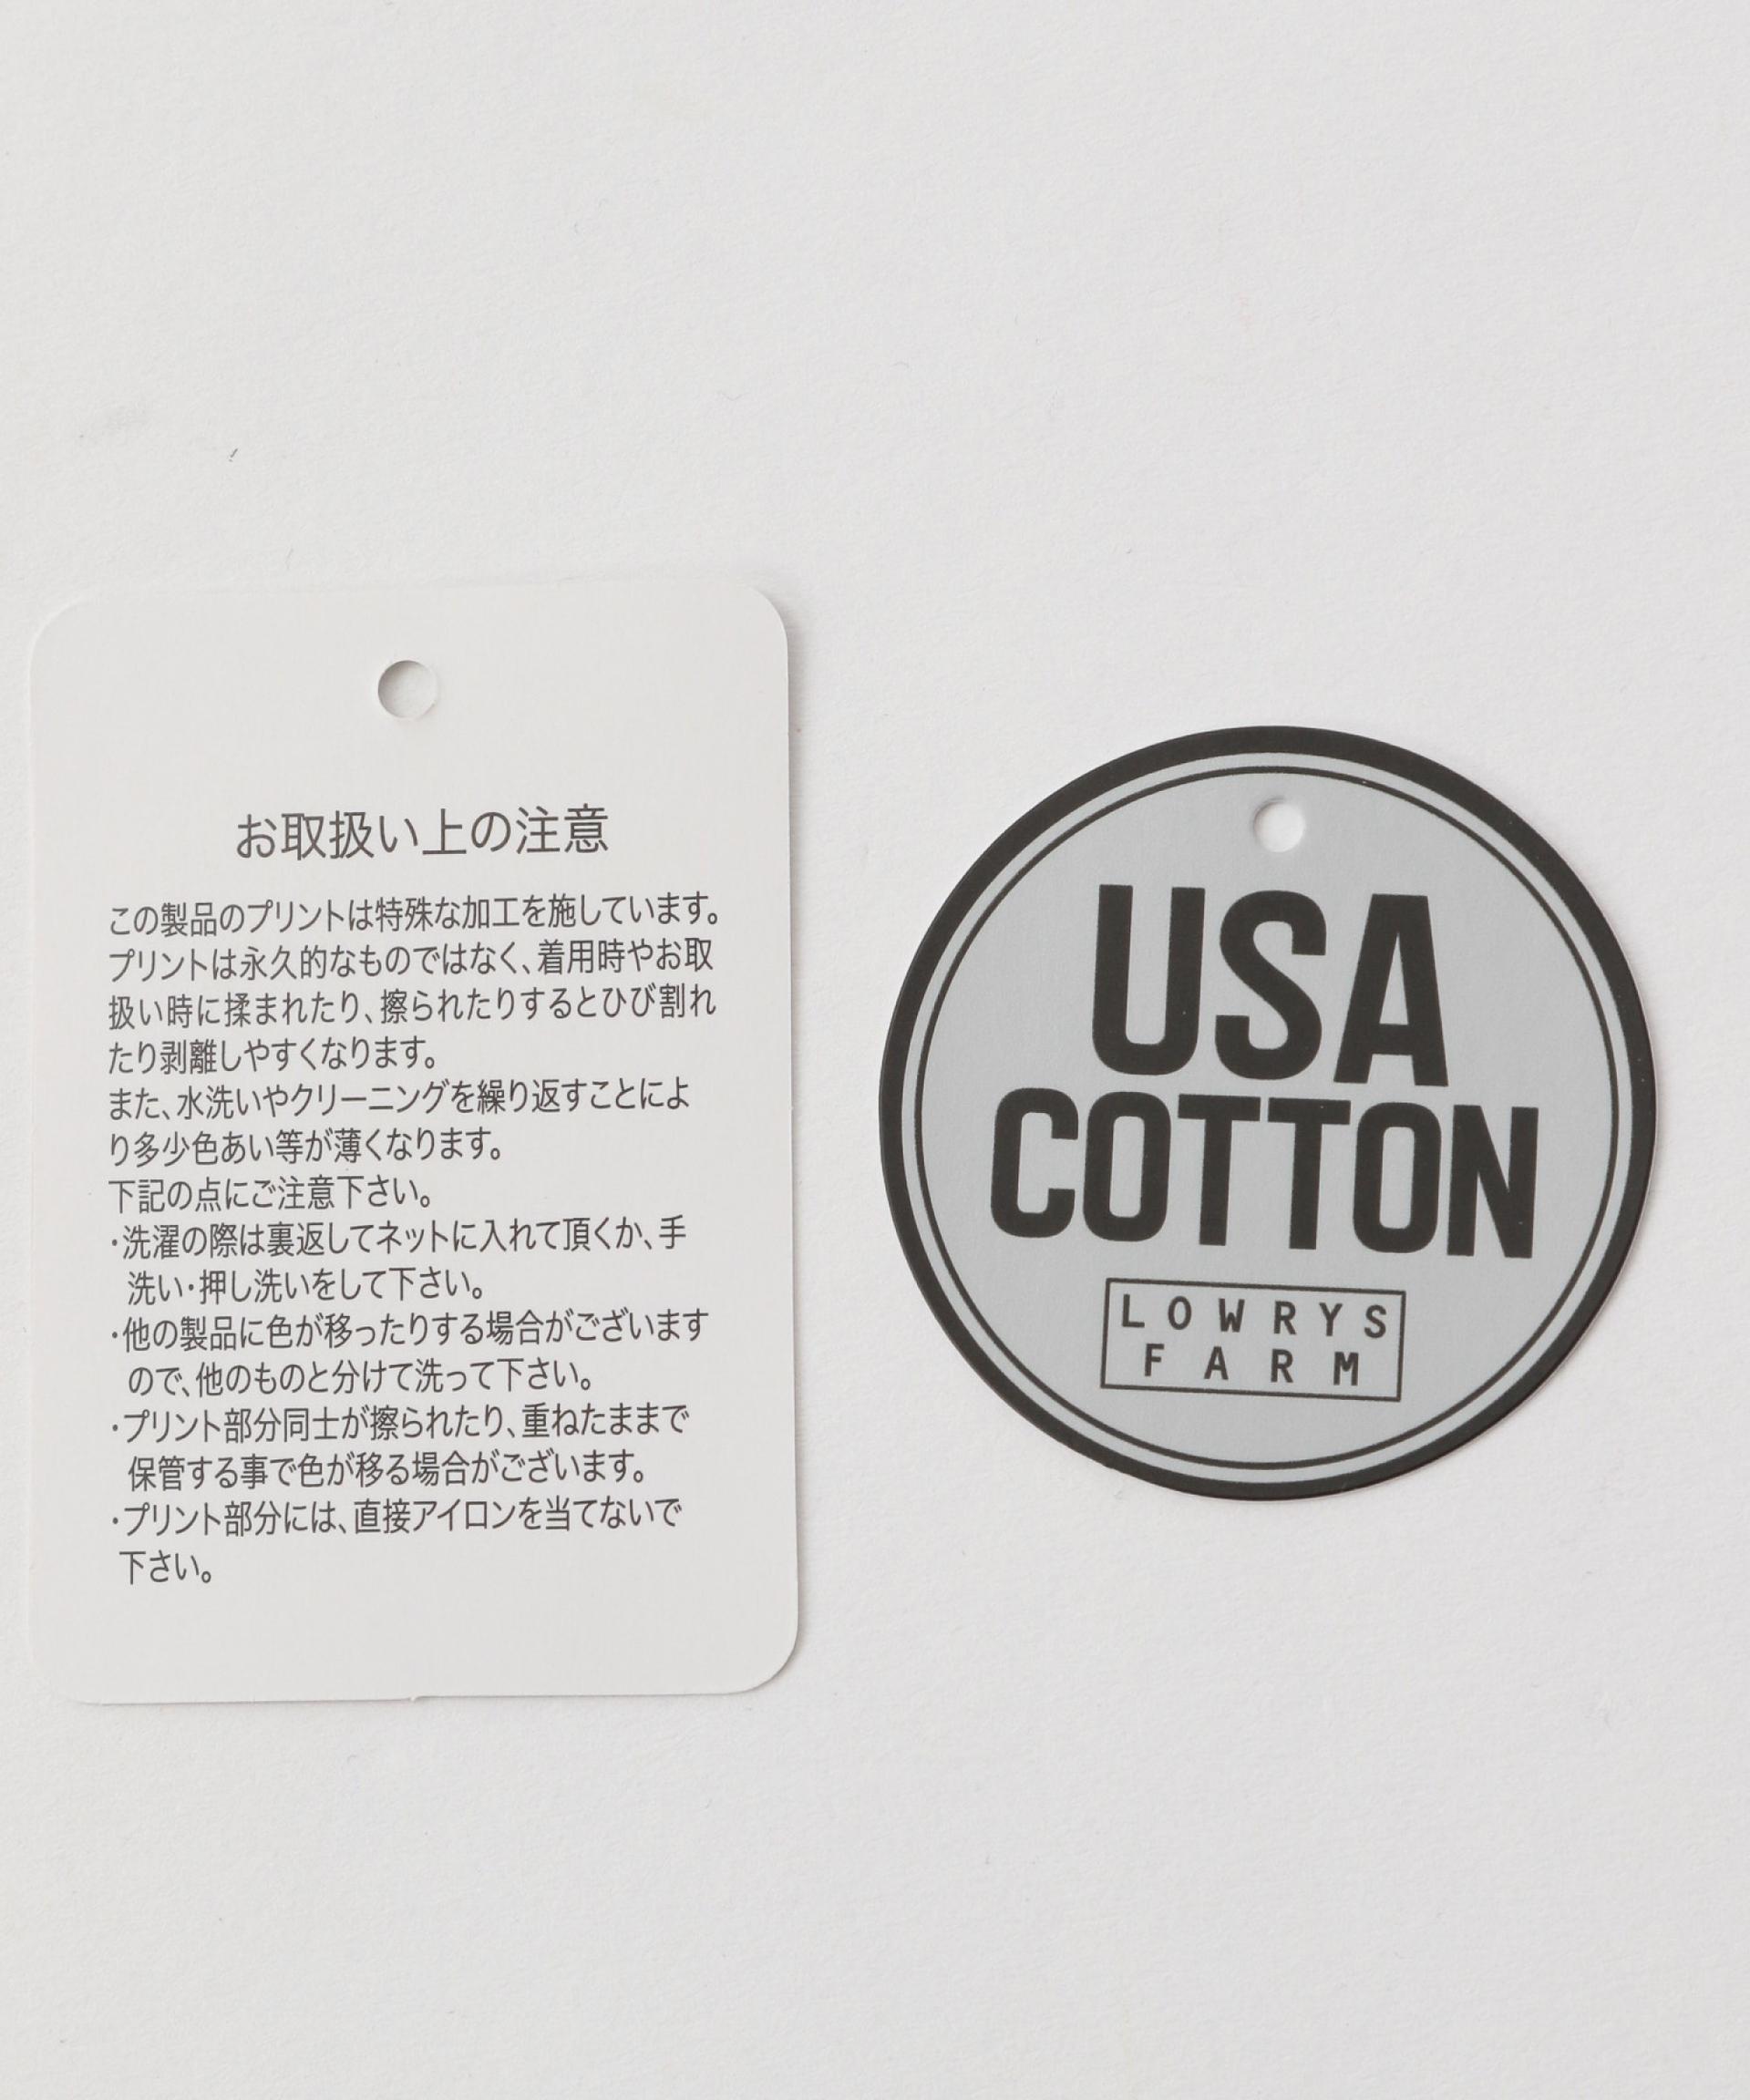 お取扱い上の注意
この製品のプリントは特殊な加工を施しています。
プリントは永久的なものではなく、着用時やお取
扱い時に揉まれたり、擦られたりするとひび割れ
たり剥離しやすくなります。
また、水洗いやクリーニングを繰り返すことによ
り多少色あい等が薄くなります。
下記の点にご注意下さい。
・洗濯の際は裏返してネットに入れて頂くか、手
洗い・押し洗いをして下さい。
・他の製品に色が移ったりする場合がございます
ので、他のものと分けて洗って下さい。
・プリント部分同士が擦られたり、重ねたままで
保管する事で色が移る場合がございます。
・プリント部分には、直接アイロンを当てないで
下さい。
USA
COTTON
LOWRYS
FARM